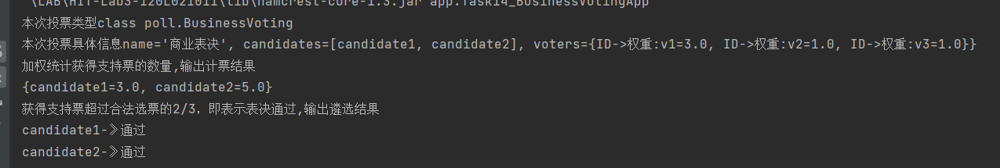 \LAB\HIT-Lab3-120L021011\lib\hamcrest-core-1.3.jar app.Task14_BusinessVotingApp
本次投票类型class poll.BusinessVoting
本次投票具体信息name='商业表决', candidates=[candidate1, candidate2], voters={ID->权重:v1=3.0, ID->权重:v2=1.0, ID->权重:v3=1.0}}
加权统计获得支持票的数量,输出计票结果
{candidate1=3.0, candidate2=5.0}
获得支持票超过合法选票的2/3，即表示表决通过,输出遴选结果
candidate1-》通过
candidate2-》通过